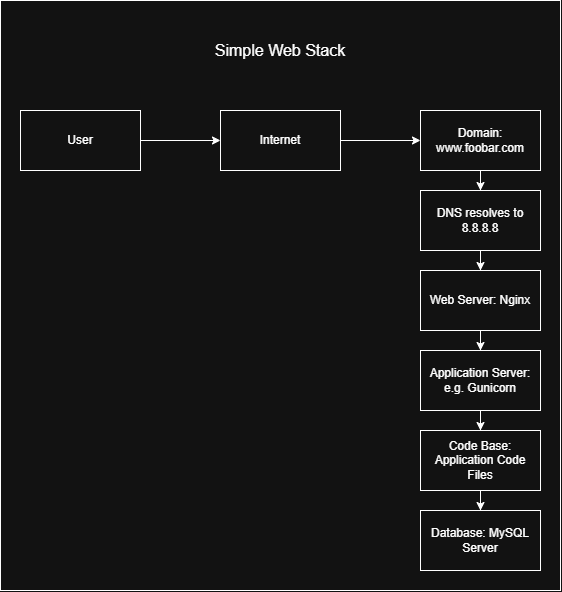 Simple Web Stack
User
Internet
Domain:
www.foobar.com
DNS resolves to
8.8.8.8
Web Server: Nginx
Application Server:
e.g. Gunicorn
Code Base:
Application Code
Files
Database: MySQL
Server